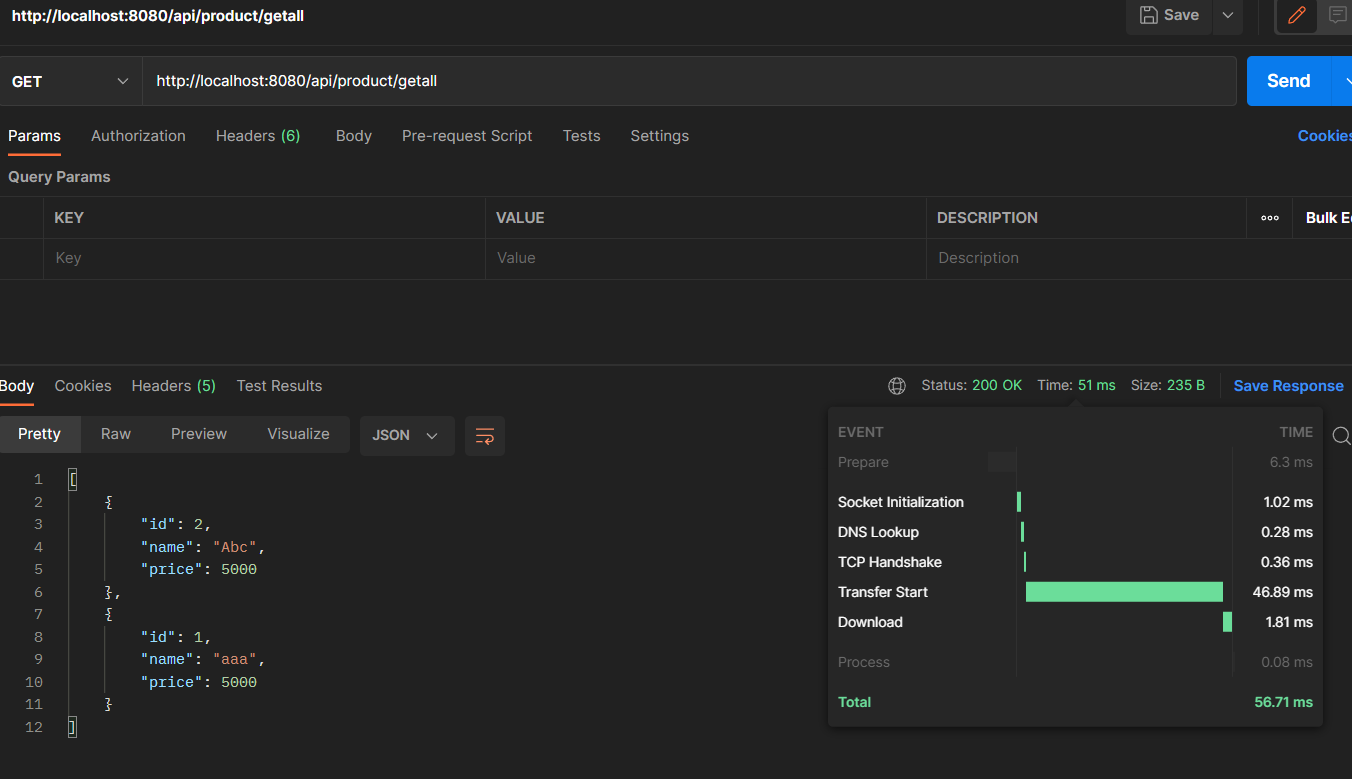 http://localhost:8080/api/product/getall
Save
GET
http://localhost:8080/api/product/getall
Send
Params Authorization Headers (6) Body Pre-request Script Tests Settings
Cookies
Query Params
KEY VALUE DESCRIPTION ooo Bulk E
Key Value Description
Body Cookies Headers (5) Test Results
Status: 200 OK Time: 51 ms Size: 235 B
Save Response
Pretty Raw Preview Visualize JSON
EVENT TIME
Prepare 6.3 ms
Socket Initialization 1.02 ms
DNS Lookup 0.28 ms
TCP Handshake 0.36 ms
Transfer Start 46.89 ms
Download 1.81 ms
Process 0.08 ms
Total 56.71 ms
1 [
2 {
3 "id": 2,
4 "name": "Abc",
5 "price": 5000
6 },
7 {
8 "id": 1,
9 "name": "aaa",
10 "price": 5000
11 }
12 ]